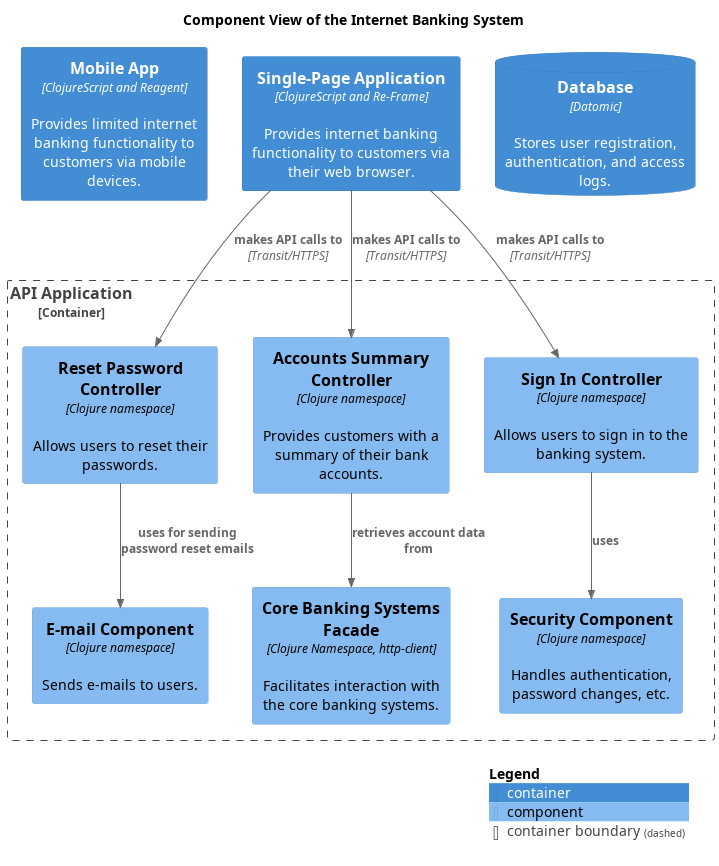 Component View of the Internet Banking System
Mobile App
[ClojureScript and Reagent]
Provides limited internet
banking functionality to
customers via mobile
devices.
Single-Page Application
[ClojureScript and Re-Frame]
Provides internet banking
functionality to customers via
their web browser.
Database
[Datomic]
Stores user registration,
authentication, and access
logs.
makes API calls to
[Transit/HTTPS]
makes API calls to
[Transit/HTTPS]
makes API calls to
[Transit/HTTPS]
API Application
[Container]
Reset Password
Controller
[Clojure namespace]
Allows users to reset their
passwords.
Accounts Summary
Controller
[Clojure namespace]
Provides customers with a
summary of their bank
accounts.
Sign In Controller
[Clojure namespace]
Allows users to sign in to the
banking system.
uses for sending
password reset emails
retrieves account data
from
uses
E-mail Component
[Clojure namespace]
Sends e-mails to users.
Core Banking Systems
Facade
[Clojure Namespace, http-client]
Facilitates interaction with
the core banking systems.
Security Component
[Clojure namespace]
Handles authentication,
password changes, etc.
Legend
container
component
container boundary (dashed)